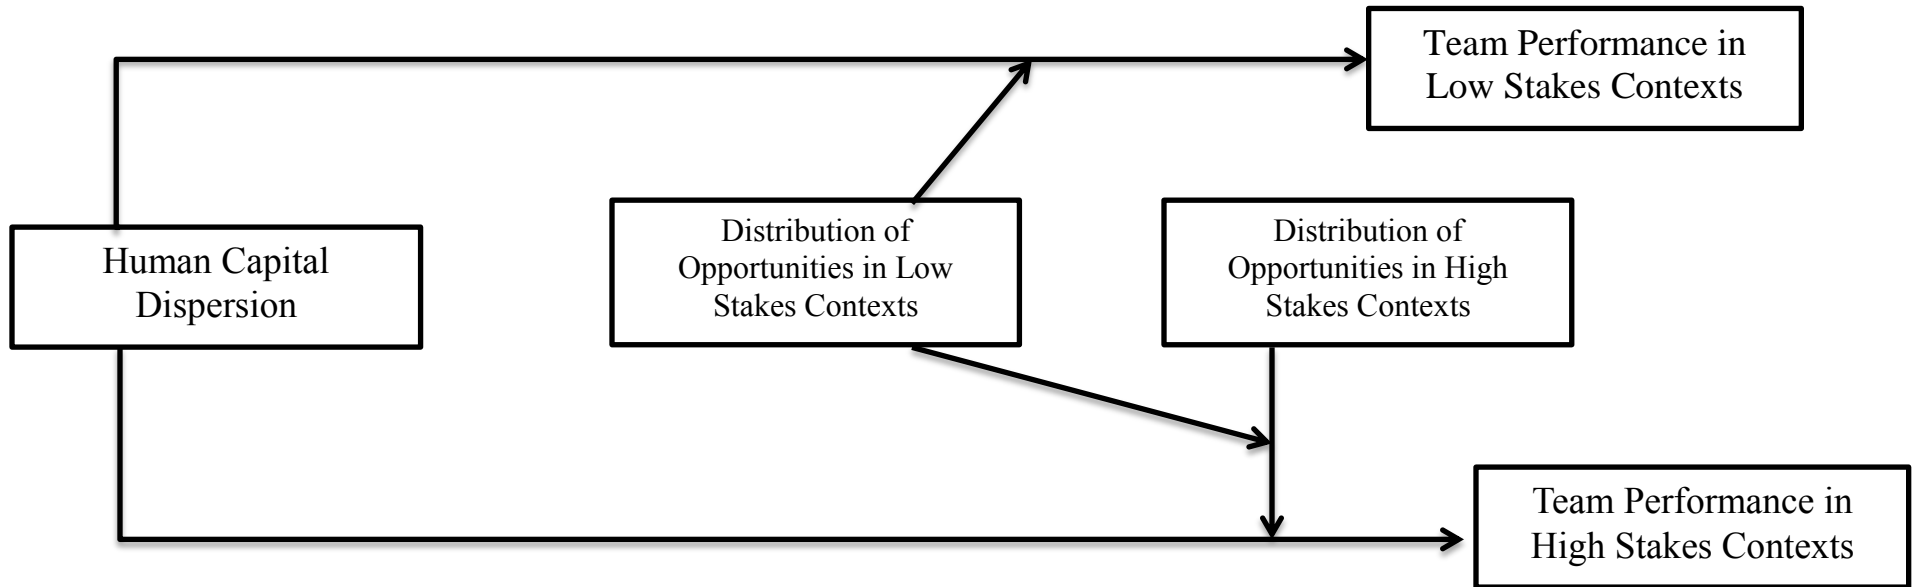 Team Performance in
Low Stakes Contexts
Human Capital
Dispersion
Distribution of
Opportunities in Low
Stakes Contexts
Distribution of
Opportunities in High
Stakes Contexts
Team Performance in
High Stakes Contexts